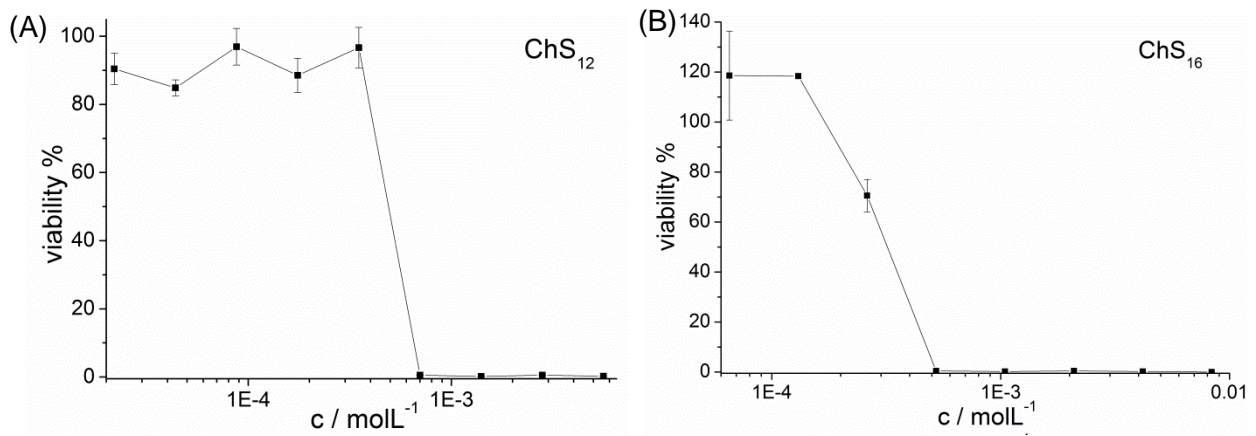 (A)
ChS₁₂
viability %
100
80
60
40
20
0
1E-4 1E-3
c / molL⁻¹
(B)
ChS₁₆
viability %
140
120
100
80
60
40
20
0
1E-4 1E-3 0.01
c / molL⁻¹